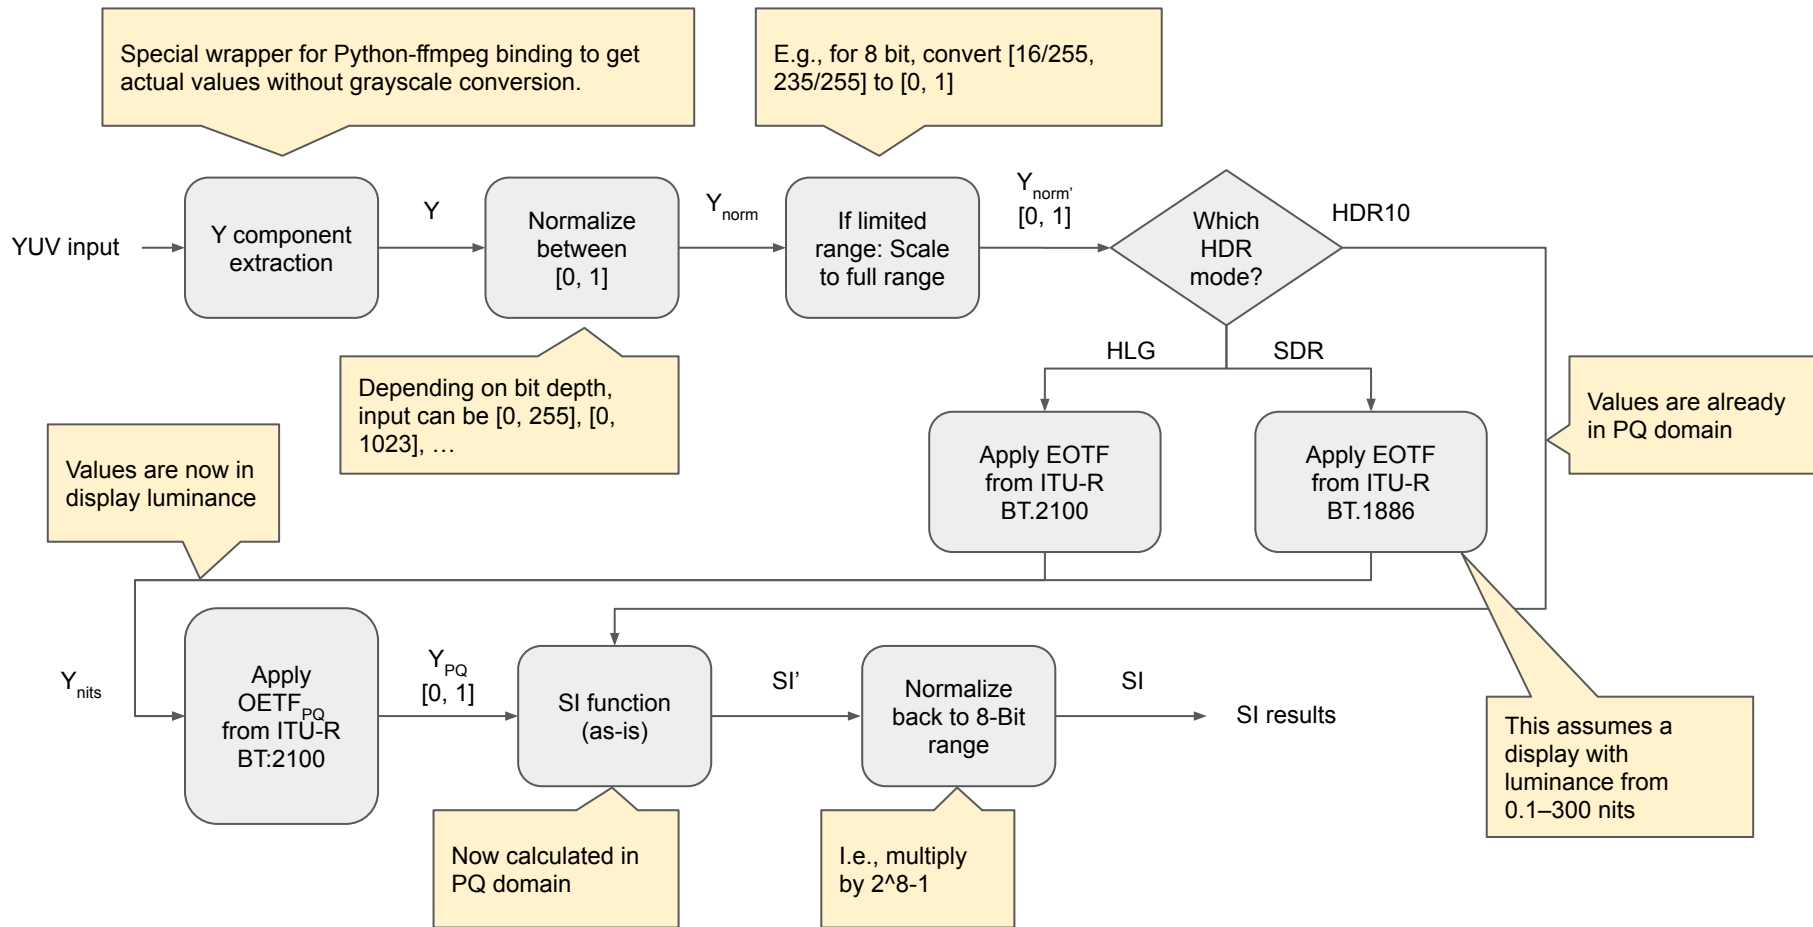 Special wrapper for Python-ffmpeg binding to get
actual values without grayscale conversion.
E.g., for 8 bit, convert [16/255,
235/255] to [0, 1]
YUV input
Y component
extraction
Y
Normalize
between
[0, 1]
Y_norm
If limited
range: Scale
to full range
Y_norm'
[0, 1]
Which
HDR
mode?
HDR10
HLG
SDR
Depending on bit depth,
input can be [0, 255], [0,
1023], …
Values are already
in PQ domain
Apply EOTF
from ITU-R
BT.2100
Apply EOTF
from ITU-R
BT.1886
Values are now in
display luminance
Y_nits
Apply
OETF_PQ
from ITU-R
BT:2100
Y_PQ
[0, 1]
SI function
(as-is)
SI’
Normalize
back to 8-Bit
range
SI
SI results
This assumes a
display with
luminance from
0.1–300 nits
Now calculated in
PQ domain
I.e., multiply
by 2^8-1